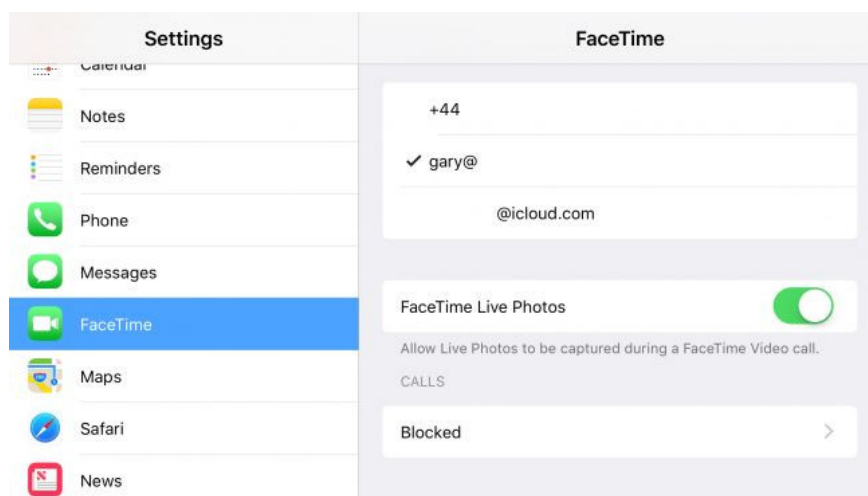 Settings
FaceTime
Calendar
Notes
Reminders
Phone
Messages
FaceTime
Maps
Safari
News
+44
gary@
@icloud.com
FaceTime Live Photos
Allow Live Photos to be captured during a FaceTime Video call.
CALLS
Blocked